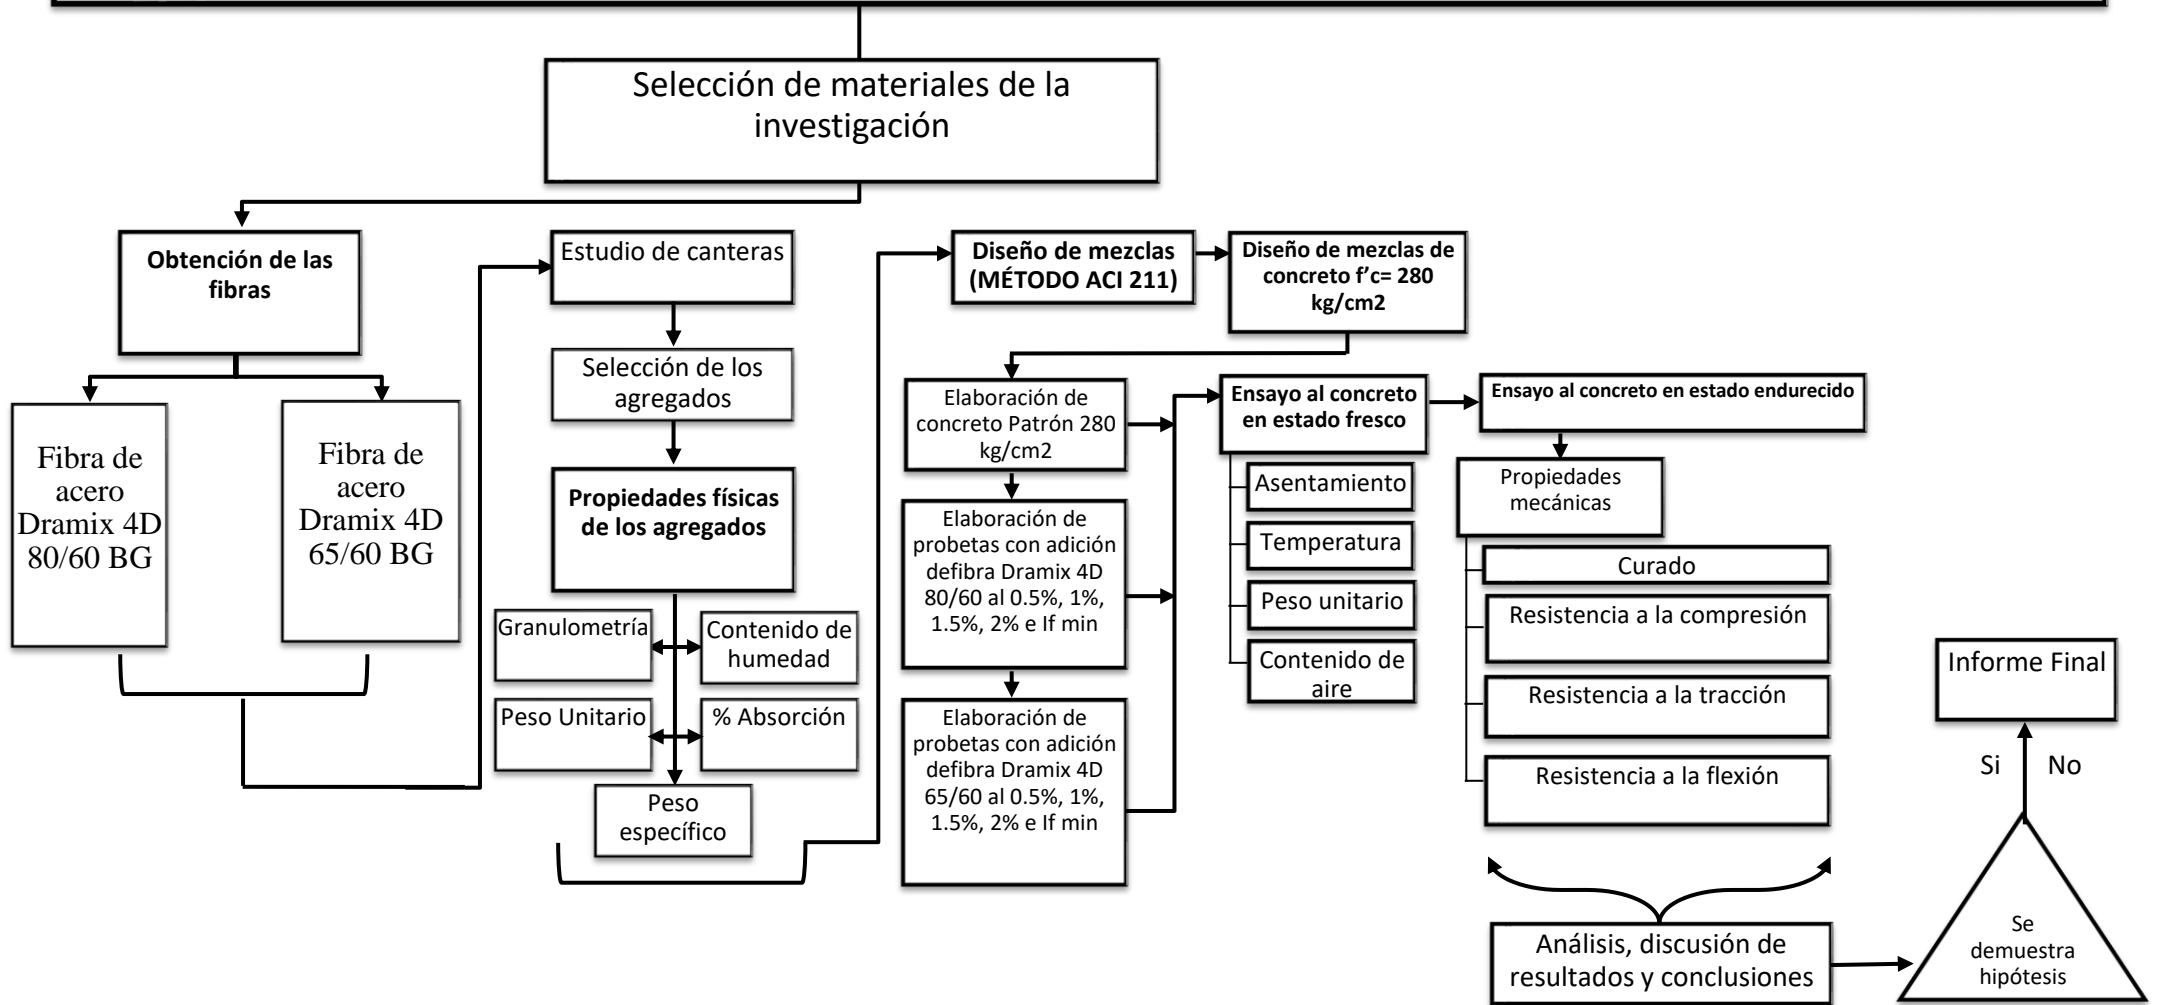 Selección de materiales de la
investigación
Obtención de las
fibras
Fibra de
acero
Dramix 4D
80/60 BG
Fibra de
acero
Dramix 4D
65/60 BG
Estudio de canteras
Selección de los
agregados
Propiedades físicas
de los agregados
Granulometría
Contenido de
humedad
Peso Unitario
% Absorción
Peso
específico
Diseño de mezclas
(MÉTODO ACI 211)
Diseño de mezclas de
concreto f’c= 280
kg/cm2
Elaboración de
concreto Patrón 280
kg/cm2
Elaboración de
probetas con adición
defibra Dramix 4D
80/60 al 0.5%, 1%,
1.5%, 2% e If min
Elaboración de
probetas con adición
defibra Dramix 4D
65/60 al 0.5%, 1%,
1.5%, 2% e If min
Ensayo al concreto
en estado fresco
Asentamiento
Temperatura
Peso unitario
Contenido de
aire
Ensayo al concreto en estado endurecido
Propiedades
mecánicas
Curado
Resistencia a la compresión
Resistencia a la tracción
Resistencia a la flexión
Análisis, discusión de
resultados y conclusiones
Se
demuestra
hipótesis
Si
No
Informe Final